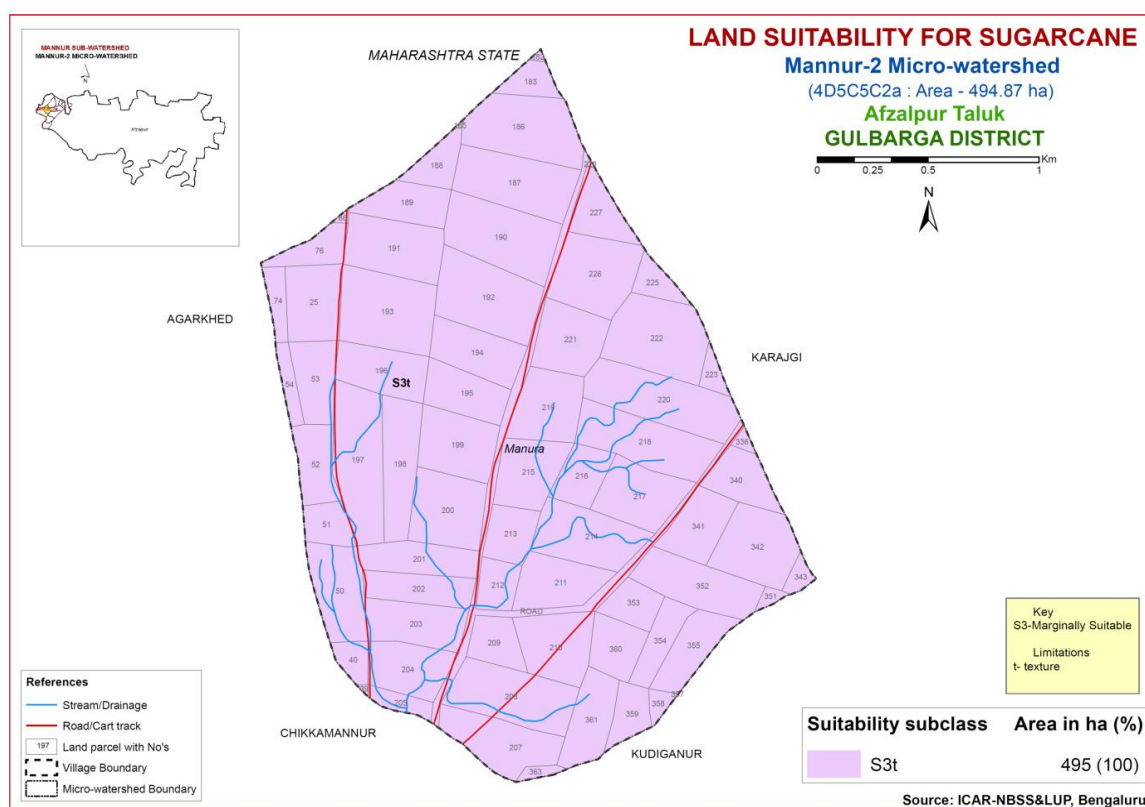 MANNUR SUB-WATERSHED
MANNUR-2 MICRO-WATERSHED
N
Afzalpur
MAHARASHTRA STATE
LAND SUITABILITY FOR SUGARCANE
Mannur-2 Micro-watershed
(4D5C5C2a : Area - 494.87 ha)
Afzalpur Taluk
GULBARGA DISTRICT
Km
0 0.25 0.5 1
N
183
186
188
187
189
227
190
76
191
226
74 25
192
225
193
221
222
194
53
196
223
54
S3t
195
219
220
199
218
336
Manura
52
197
198
215
216
340
217
200
51
213
214
341
342
201
343
50
202
212
211
352
351
ROAD
353
203
209
210
360
354
355
40
204
206
205
361
359
358
207
363
AGARKHED
KARAJGI
CHIKKAMANNUR
KUDIGANUR
Key
S3-Marginally Suitable
Limitations
t- texture
References
Stream/Drainage
Road/Cart track
197 Land parcel with No's
Village Boundary
Micro-watershed Boundary
Suitability subclass Area in ha (%)
S3t 495 (100)
Source: ICAR-NBSS&LUP, Bengaluru